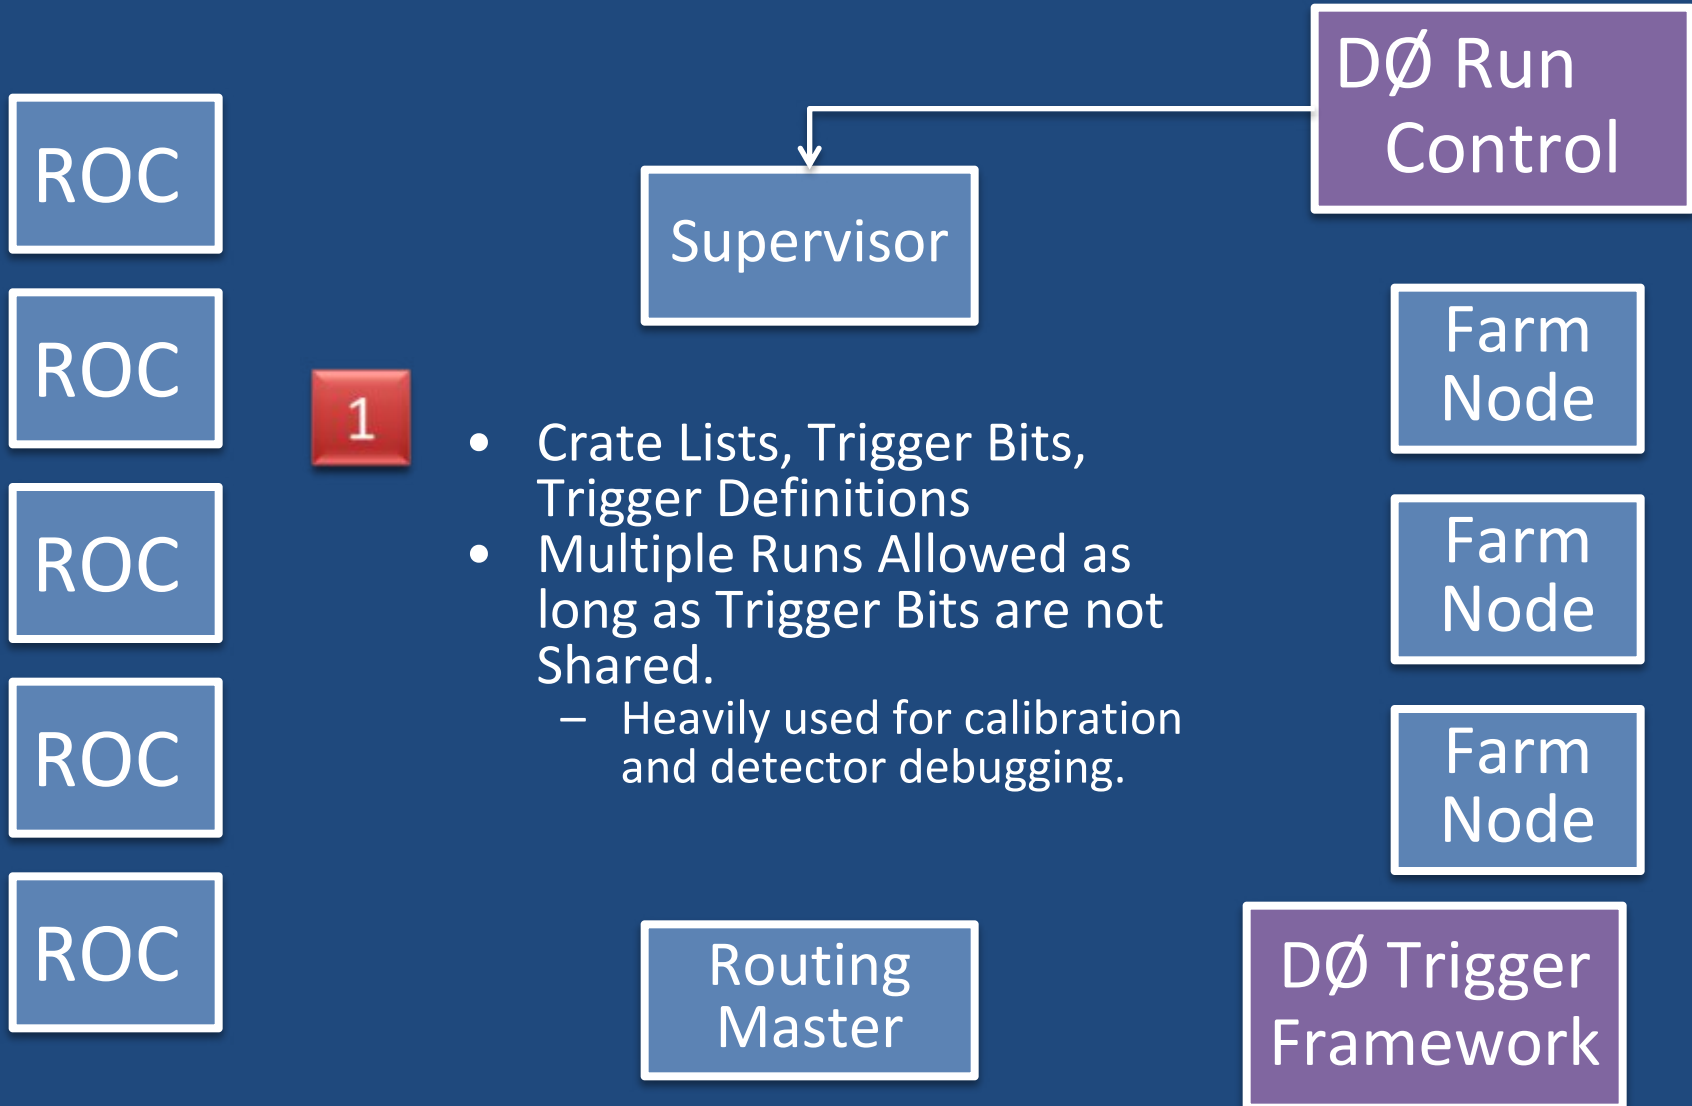 DØ Run
Control
ROC
Supervisor
ROC
Farm
Node
1
• Crate Lists, Trigger Bits,
Trigger Definitions
• Multiple Runs Allowed as
long as Trigger Bits are not
Shared.
– Heavily used for calibration
and detector debugging.
ROC
Farm
Node
ROC
Farm
Node
ROC
Routing
Master
DØ Trigger
Framework